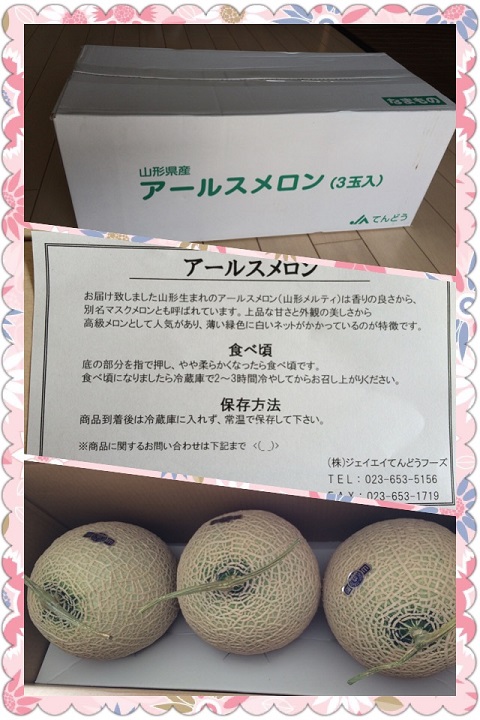 なまもの
山形県産
アールスメロン(3玉入)
JAてんどう
アールスメロン
お届け致しました山形生まれのアールスメロン(山形メルティ)は香りの良さから、
別名マスクメロンとも呼ばれています。上品な甘さと外観の美しさから
高級メロンとして人気があり、薄い緑色に白いネットがかかっているのが特徴です。
食べ頃
底の部分を指で押し、やや柔らかくなったら食べ頃です。
食べ頃になりましたら冷蔵庫で2～3時間冷やしてからお召し上がりください。
保存方法
商品到着後は冷蔵庫に入れず、常温で保存して下さい。
※商品に関するお問い合わせは下記まで <(_ _)>
(株)ジェイエイてんどうフーズ
TEL:023-653-5156
FAX:023-653-1719